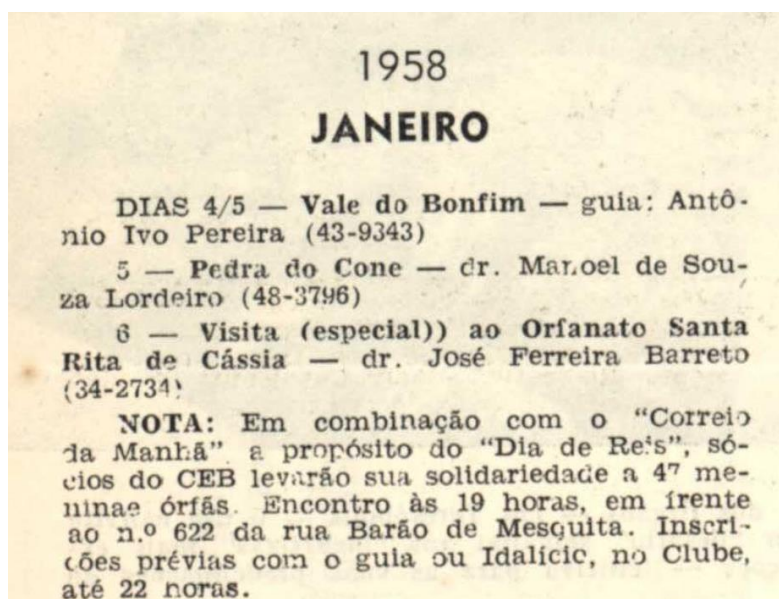 1958
JANEIRO
DIAS 4/5 — Vale do Bonfim — guia: Antô-
nio Ivo Pereira (43-9343)
5 — Pedra do Cone — dr. Manoel de Sou-
za Lordeiro (48-3796)
6 — Visita (especial)) ao Orfanato Santa
Rita de Cássia — dr. José Ferreira Barreto
(34-2734)
NOTA: Em combinação com o "Correio
da Manhã" a propósito do "Dia de Reis", só-
cios do CEB levarão sua solidariedade a 47 me-
ninae órfãs. Encontro às 19 horas, em frente
ao n.º 622 da rua Barão de Mesquita. Inscri-
ções prévias com o guia ou Idalício, no Clube,
até 22 horas.